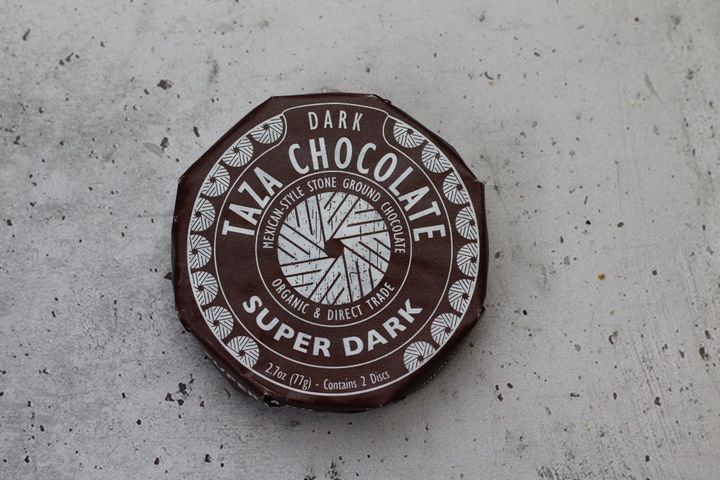 DARK
TAZA CHOCOLATE
MEXICAN-STYLE STONE GROUND CHOCOLATE
ORGANIC & DIRECT TRADE
SUPER DARK
2.7oz (77g) - Contains 2 Discs